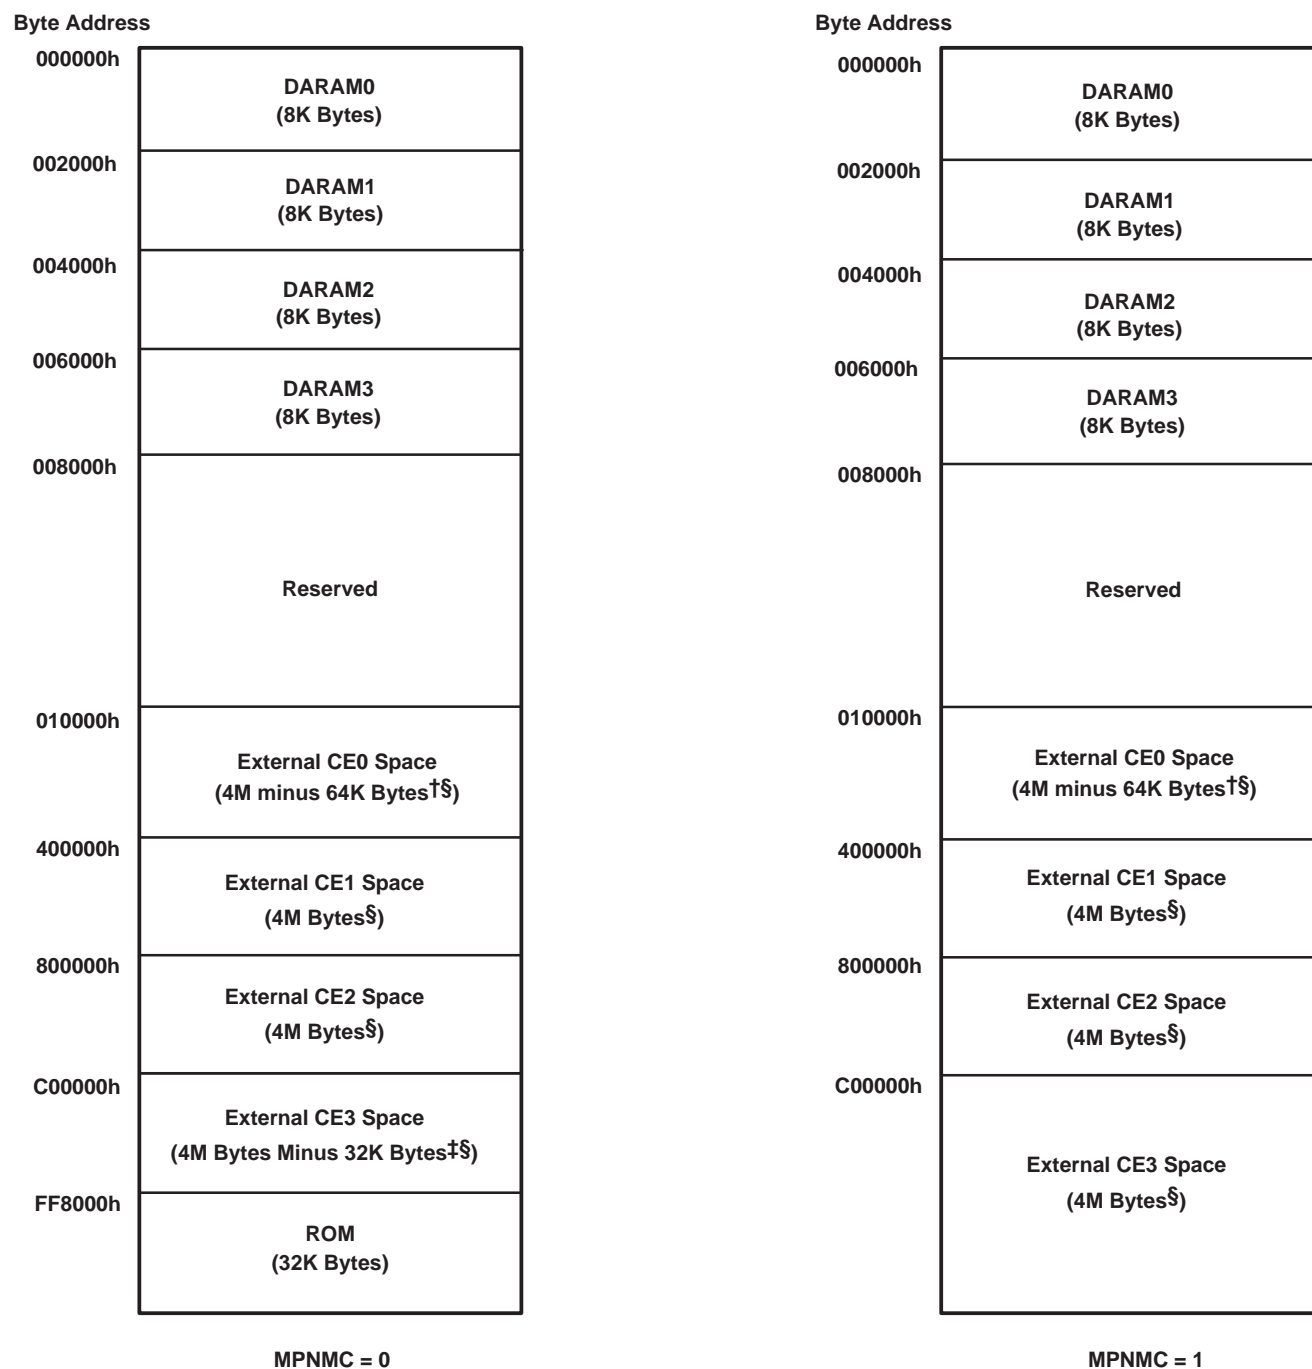 Byte Address
000000h
DARAM0
(8K Bytes)
002000h
DARAM1
(8K Bytes)
004000h
DARAM2
(8K Bytes)
006000h
DARAM3
(8K Bytes)
008000h
Reserved
010000h
External CE0 Space
(4M minus 64K Bytes†§)
400000h
External CE1 Space
(4M Bytes§)
800000h
External CE2 Space
(4M Bytes§)
C00000h
External CE3 Space
(4M Bytes Minus 32K Bytes‡§)
FF8000h
ROM
(32K Bytes)
MPNMC = 0
Byte Address
000000h
DARAM0
(8K Bytes)
002000h
DARAM1
(8K Bytes)
004000h
DARAM2
(8K Bytes)
006000h
DARAM3
(8K Bytes)
008000h
Reserved
010000h
External CE0 Space
(4M minus 64K Bytes†§)
400000h
External CE1 Space
(4M Bytes§)
800000h
External CE2 Space
(4M Bytes§)
C00000h
External CE3 Space
(4M Bytes§)
MPNMC = 1